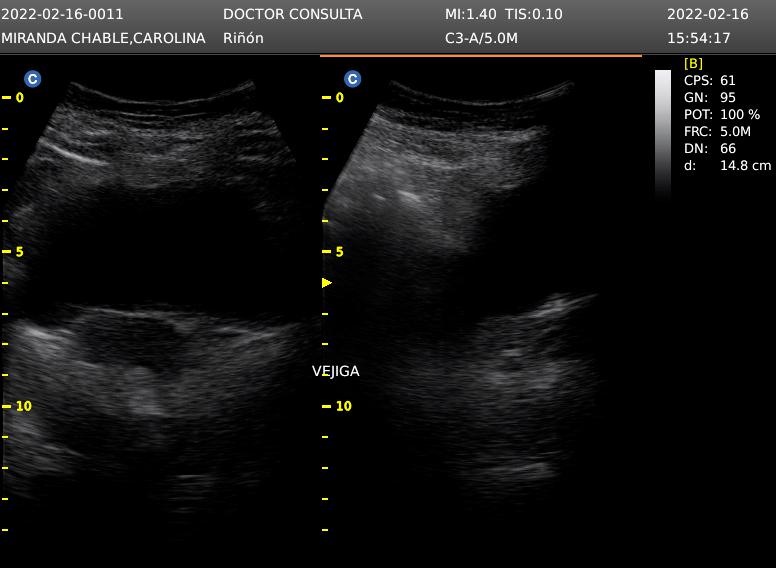 2022-02-16-0011 DOCTOR CONSULTA MI:1.40 TIS:0.10 2022-02-16
MIRANDA CHABLE,CAROLINA Riñón C3-A/5.0M 15:54:17
C C [B]
0 0 CPS: 61
GN: 95
POT: 100 %
FRC: 5.0M
DN: 66
d: 14.8 cm
5 5
VEJIGA
10 10